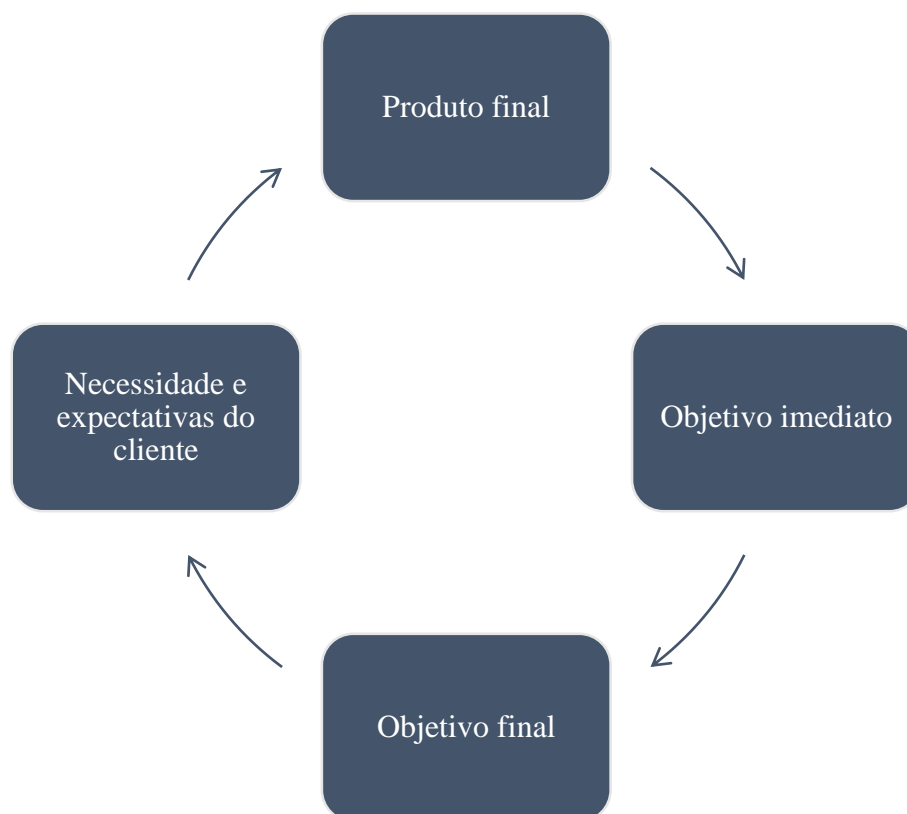 Produto final
Necessidade e
expectativas do
cliente
Objetivo imediato
Objetivo final